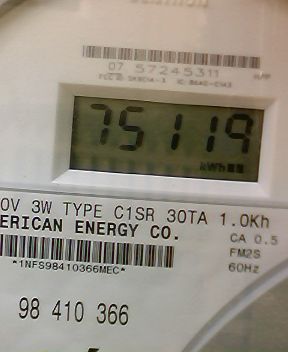 07 57245311
75119
kWh
0V 3W TYPE C1SR 30TA 1.0Kh
ERICAN ENERGY CO.
CA 0.5
FM2S
60Hz
*1NFS98410366MEC*
98 410 366